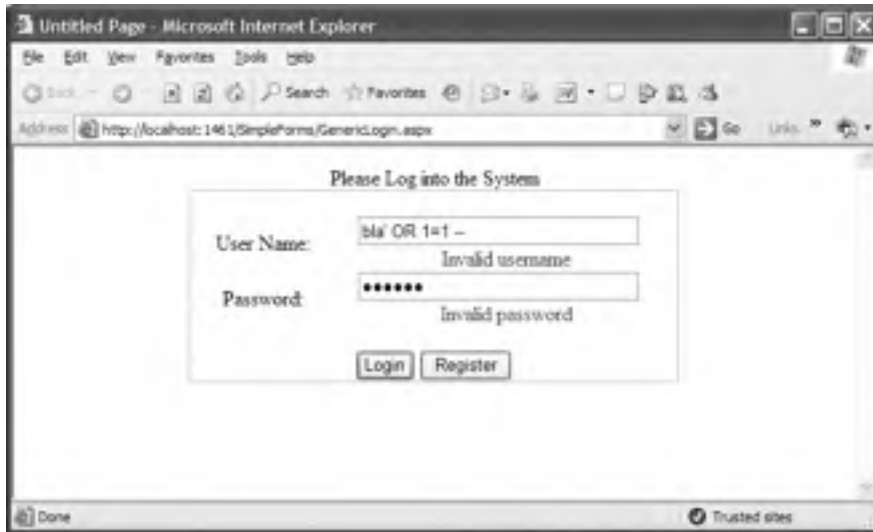 Untitled Page - Microsoft Internet Explorer
File Edit View Favorites Tools Help
Back Search Favorites
Address http://localhost:1461/SimpleForms/GenericLogin.aspx Go Links »
Please Log into the System
User Name: bla' OR 1=1 --
Invalid username
Password: ••••••
Invalid password
Login Register
Done Trusted sites